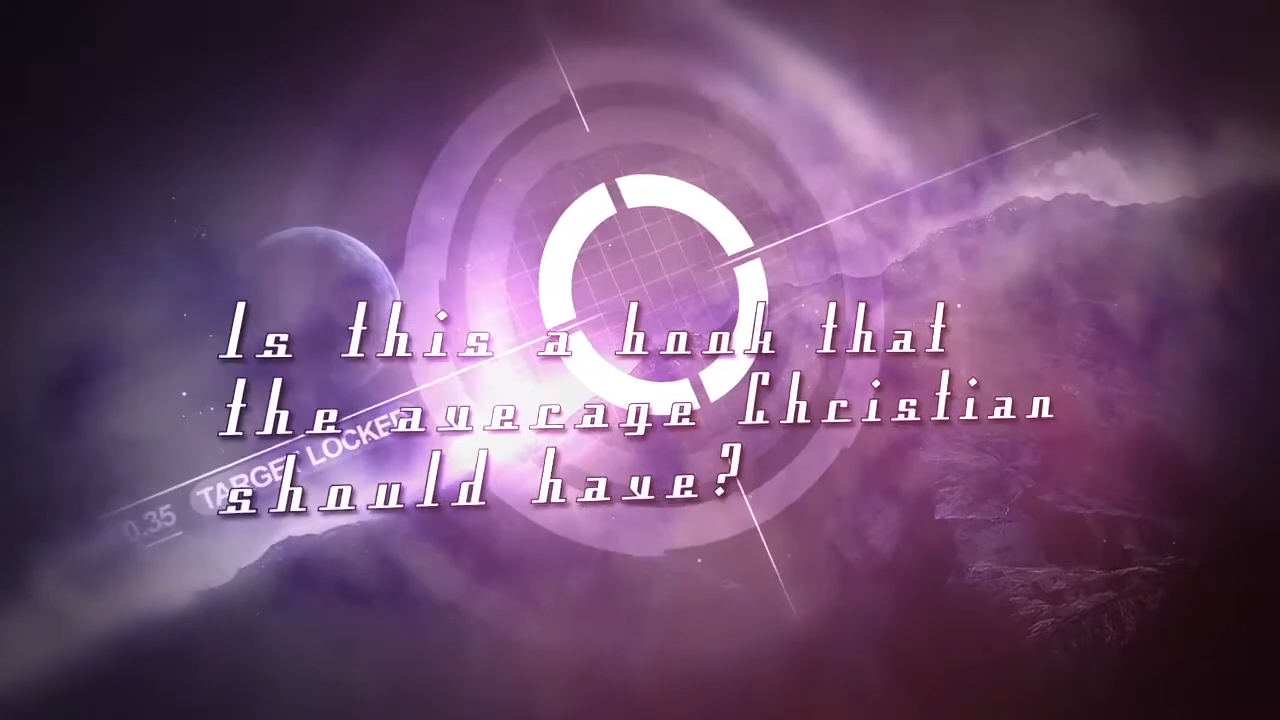 Is this a book that
the average Christian
should have?
TARGET LOCKED
0.35